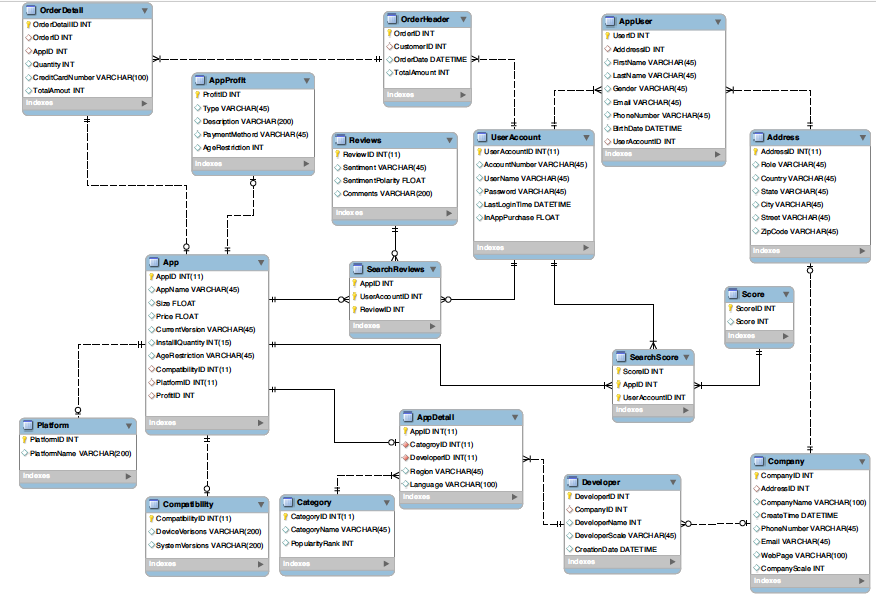 OrderDetail
OrderDetailID INT
OrderID INT
AppID INT
Quantity INT
CreditCardNumber VARCHAR(100)
TotalAmout INT
Indexes
OrderHeader
OrderID INT
CustomerID INT
OrderDate DATETIME
TotalAmount INT
Indexes
AppUser
UserID INT
AdddressID INT
FirstName VARCHAR(45)
LastName VARCHAR(45)
Gender VARCHAR(45)
Email VARCHAR(45)
PhoneNumber VARCHAR(45)
BirthDate DATETIME
UserAccountID INT
Indexes
AppProfit
ProfitID INT
Type VARCHAR(45)
Description VARCHAR(200)
PaymentMethord VARCHAR(45)
AgeRestriction INT
Indexes
Reviews
ReviewID INT(11)
Sentiment VARCHAR(45)
SentimentPolarity FLOAT
Comments VARCHAR(200)
Indexes
UserAccount
UserAccountID INT(11)
AccountNumber VARCHAR(45)
UserName VARCHAR(45)
Password VARCHAR(45)
LastLoginTime DATETIME
InAppPurchase FLOAT
Indexes
Address
AddressID INT(11)
Role VARCHAR(45)
Country VARCHAR(45)
State VARCHAR(45)
City VARCHAR(45)
Street VARCHAR(45)
ZipCode VARCHAR(45)
Indexes
App
AppID INT(11)
AppName VARCHAR(45)
Size FLOAT
Price FLOAT
CurrentVersion VARCHAR(45)
InstalllQuantity INT(15)
AgeRestriction VARCHAR(45)
CompatibilityID INT(11)
PlatformID INT(11)
ProfitID INT
Indexes
SearchReviews
AppID INT
UserAccountID INT
ReviewID INT
Indexes
Score
ScoreID INT
Score INT
Indexes
SearchScore
ScoreID INT
AppID INT
UserAccountID INT
Indexes
Platform
PlatformID INT
PlatformName VARCHAR(200)
Indexes
AppDetail
AppID INT(11)
CategroyID INT(11)
DeveloperID INT(11)
Region VARCHAR(45)
Language VARCHAR(100)
Indexes
Compatibility
CompatibilityID INT(11)
DeviceVerisons VARCHAR(200)
SystemVersions VARCHAR(200)
Indexes
Category
CategoryID INT(11)
CategoryName VARCHAR(45)
PopularityRank INT
Indexes
Developer
DeveloperID INT
CompanyID INT
DeveloperName INT
DeveloperScale VARCHAR(45)
CreationDate DATETIME
Indexes
Company
CompanyID INT
AddressID INT
CompanyName VARCHAR(100)
CreateTime DATETIME
PhoneNumber VARCHAR(45)
Email VARCHAR(45)
WebPage VARCHAR(100)
CompanyScale INT
Indexes